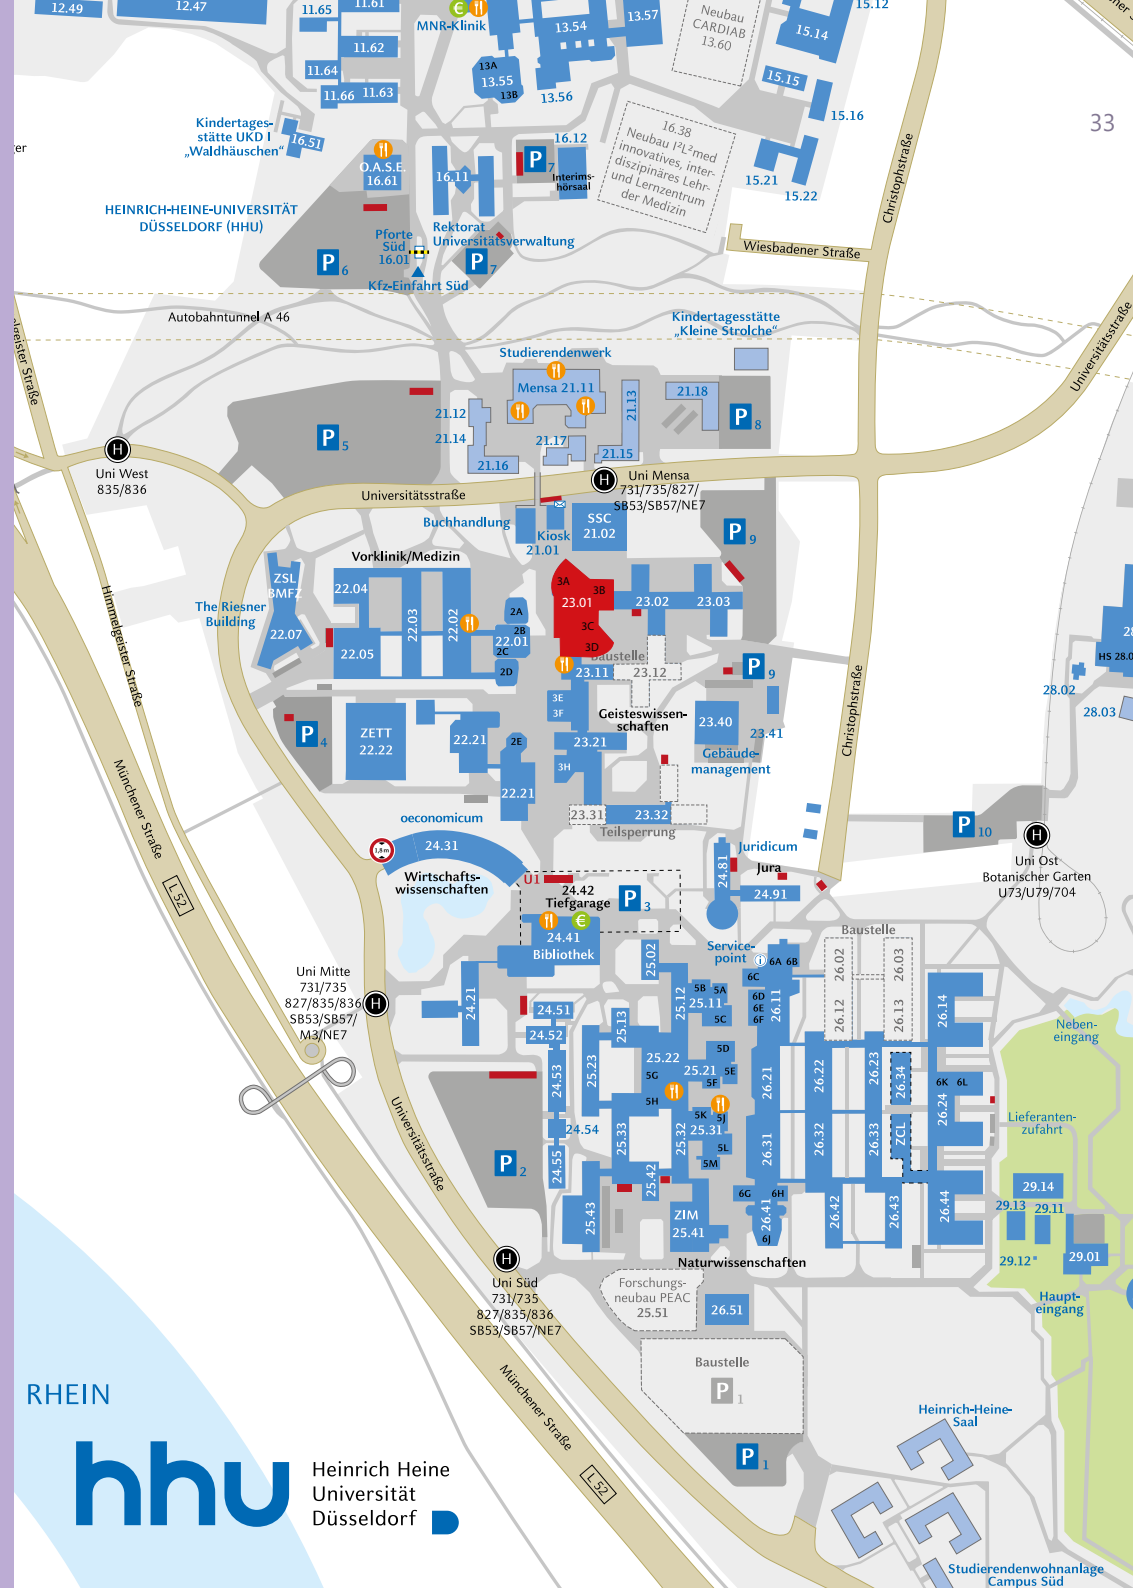 12.49
12.47
11.65
11.61
11.62
11.64
11.66
11.63
€
MNR-Klinik
13.54
13.57
13A
13.55
13B
13.56
Neubau
CARDIAB
13.60
15.12
15.14
15.15
15.16
33
Kindertages-
stätte UKD I
„Waldhäuschen“
16.51
O.A.S.E.
16.61
16.11
P 7
16.12
Interims-
hörsaal
16.38
Neubau I²L²med
innovatives, inter-
disziplinäres Lehr-
und Lernzentrum
der Medizin
15.21
15.22
Christophstraße
ger
HEINRICH-HEINE-UNIVERSITÄT
DÜSSELDORF (HHU)
Pforte
Süd
16.01
Rektorat
Universitätsverwaltung
P 6
P 7
Kfz-Einfahrt Süd
Wiesbadener Straße
Autobahntunnel A 46
Kindertagesstätte
„Kleine Strolche“
elgeister Straße
Universitätsstraße
Studierendenwerk
Mensa 21.11
21.12
21.14
21.16
21.17
21.13
21.15
21.18
P 8
P 5
H
Uni West
835/836
Universitätsstraße
H
Uni Mensa
731/735/827/
SB53/SB57/NE7
Buchhandlung
Kiosk
21.01
SSC
21.02
P 9
Vorklinik/Medizin
ZSL
BMFZ
22.07
The Riesner
Building
22.04
22.03
22.02
22.05
2A
2B
22.01
2C
2D
3A
3B
23.01
3C
3D
23.02
23.03
Baustelle
23.11
23.12
P 9
Himmelgeister Straße
28.02
28.03
HS 28.0
3E
3F
Geisteswissen-
schaften
23.40
23.41
Gebäude-
management
P 4
ZETT
22.22
22.21
2E
23.21
3H
22.21
Christophstraße
Münchener Straße
L 52
oeconomicum
24.31
1,8 m
23.31
23.32
Teilsperrung
Wirtschafts-
wissenschaften
U1
24.42
Tiefgarage
P 3
24.81
Juridicum
Jura
24.91
P 10
H
Uni Ost
Botanischer Garten
U73/U79/704
€
24.41
Bibliothek
25.02
Service-
point
i
6A
6B
6C
6D
6E
6F
26.11
Baustelle
26.02
26.03
26.12
26.13
26.14
Uni Mitte
731/735
827/835/836
SB53/SB57/
M3/NE7
H
24.21
24.51
24.52
24.53
24.54
24.55
25.13
25.12
5B
5A
25.11
5C
25.23
25.22
5G
5H
25.21
5D
5E
5F
5K
5J
25.31
5L
5M
25.33
25.32
25.42
25.43
26.21
26.22
26.23
26.34
26.24
6K
6L
26.31
26.32
26.33
ZCL
6G
6H
26.41
6J
26.42
26.43
26.44
Neben-
eingang
Lieferanten-
zufahrt
29.14
29.13
29.11
29.12
29.01
Haupt-
eingang
P 2
Universitätsstraße
ZIM
25.41
Naturwissenschaften
H
Uni Süd
731/735
827/835/836
SB53/SB57/NE7
Forschungs-
neubau PEAC
25.51
26.51
Baustelle
P 1
P 1
Münchener Straße
L 52
RHEIN
Heinrich-Heine-
Saal
Studierendenwohnanlage
Campus Süd
hhu
Heinrich Heine
Universität
Düsseldorf